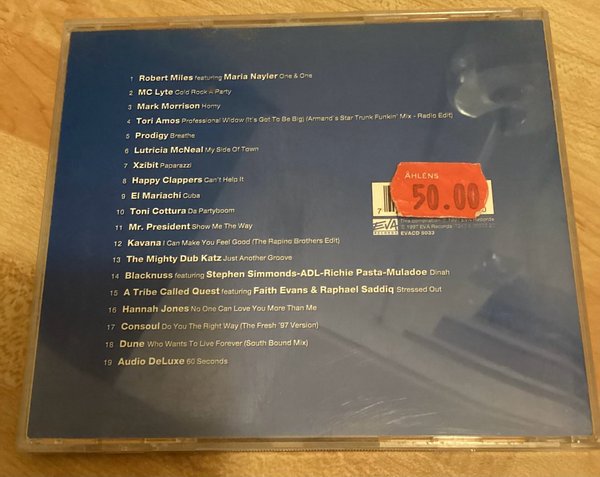 1 Robert Miles featuring Maria Nayler One & One
2 MC Lyte Cold Rock A Party
3 Mark Morrison Horny
4 Tori Amos Professional Widow (It's Got To Be Big) (Armand's Star Trunk Funkin' Mix - Radio Edit)
5 Prodigy Breathe
6 Lutricia McNeal My Side Of Town
7 Xzibit Paparazzi
8 Happy Clappers Can't Help It
9 El Mariachi Cuba
10 Toni Cottura Da Partyboom
11 Mr. President Show Me The Way
12 Kavana I Can Make You Feel Good (The Rapino Brothers Edit)
13 The Mighty Dub Katz Just Another Groove
14 Blacknuss featuring Stephen Simmonds-ADL-Richie Pasta-Muladoe Dinah
15 A Tribe Called Quest featuring Faith Evans & Raphael Saddiq Stressed Out
16 Hannah Jones No One Can Love You More Than Me
17 Consoul Do You The Right Way (The Fresh '97 Version)
18 Dune Who Wants To Live Forever (South Bound Mix)
19 Audio DeLuxe 60 Seconds
ÅHLÉNS
50.00
7
EVA
RECORDS
© 1997 EVA Records
EVACD 5033